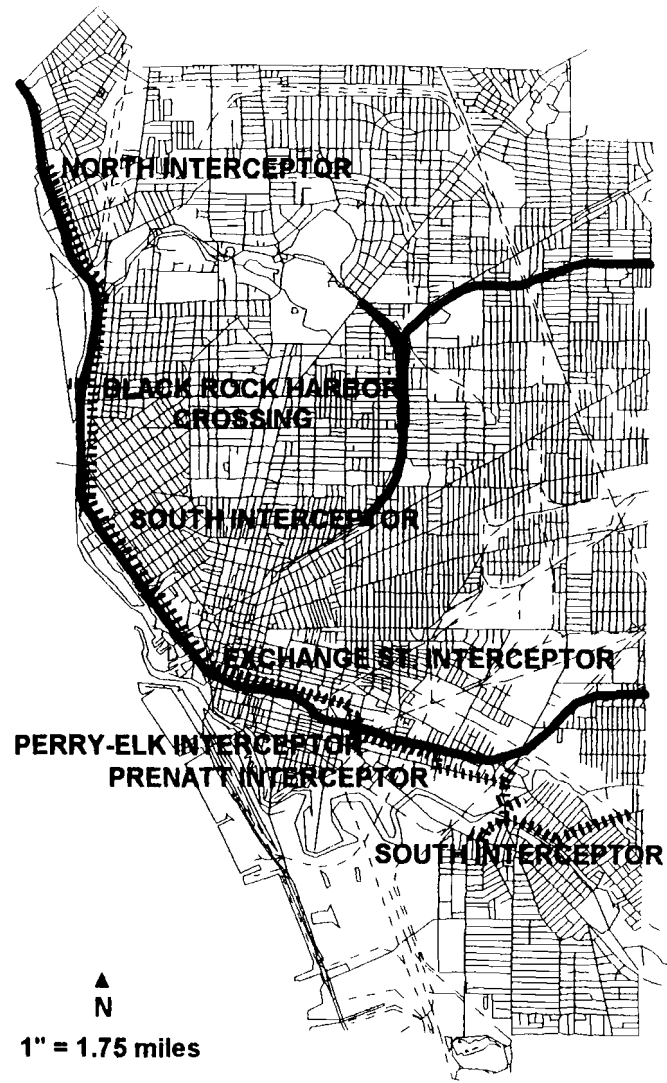 NORTH INTERCEPTOR
BLACK ROCK HARBOR
CROSSING
SOUTH INTERCEPTOR
EXCHANGE ST. INTERCEPTOR
PERRY-ELK INTERCEPTOR
PRENATT INTERCEPTOR
SOUTH INTERCEPTOR
N
1" = 1.75 miles